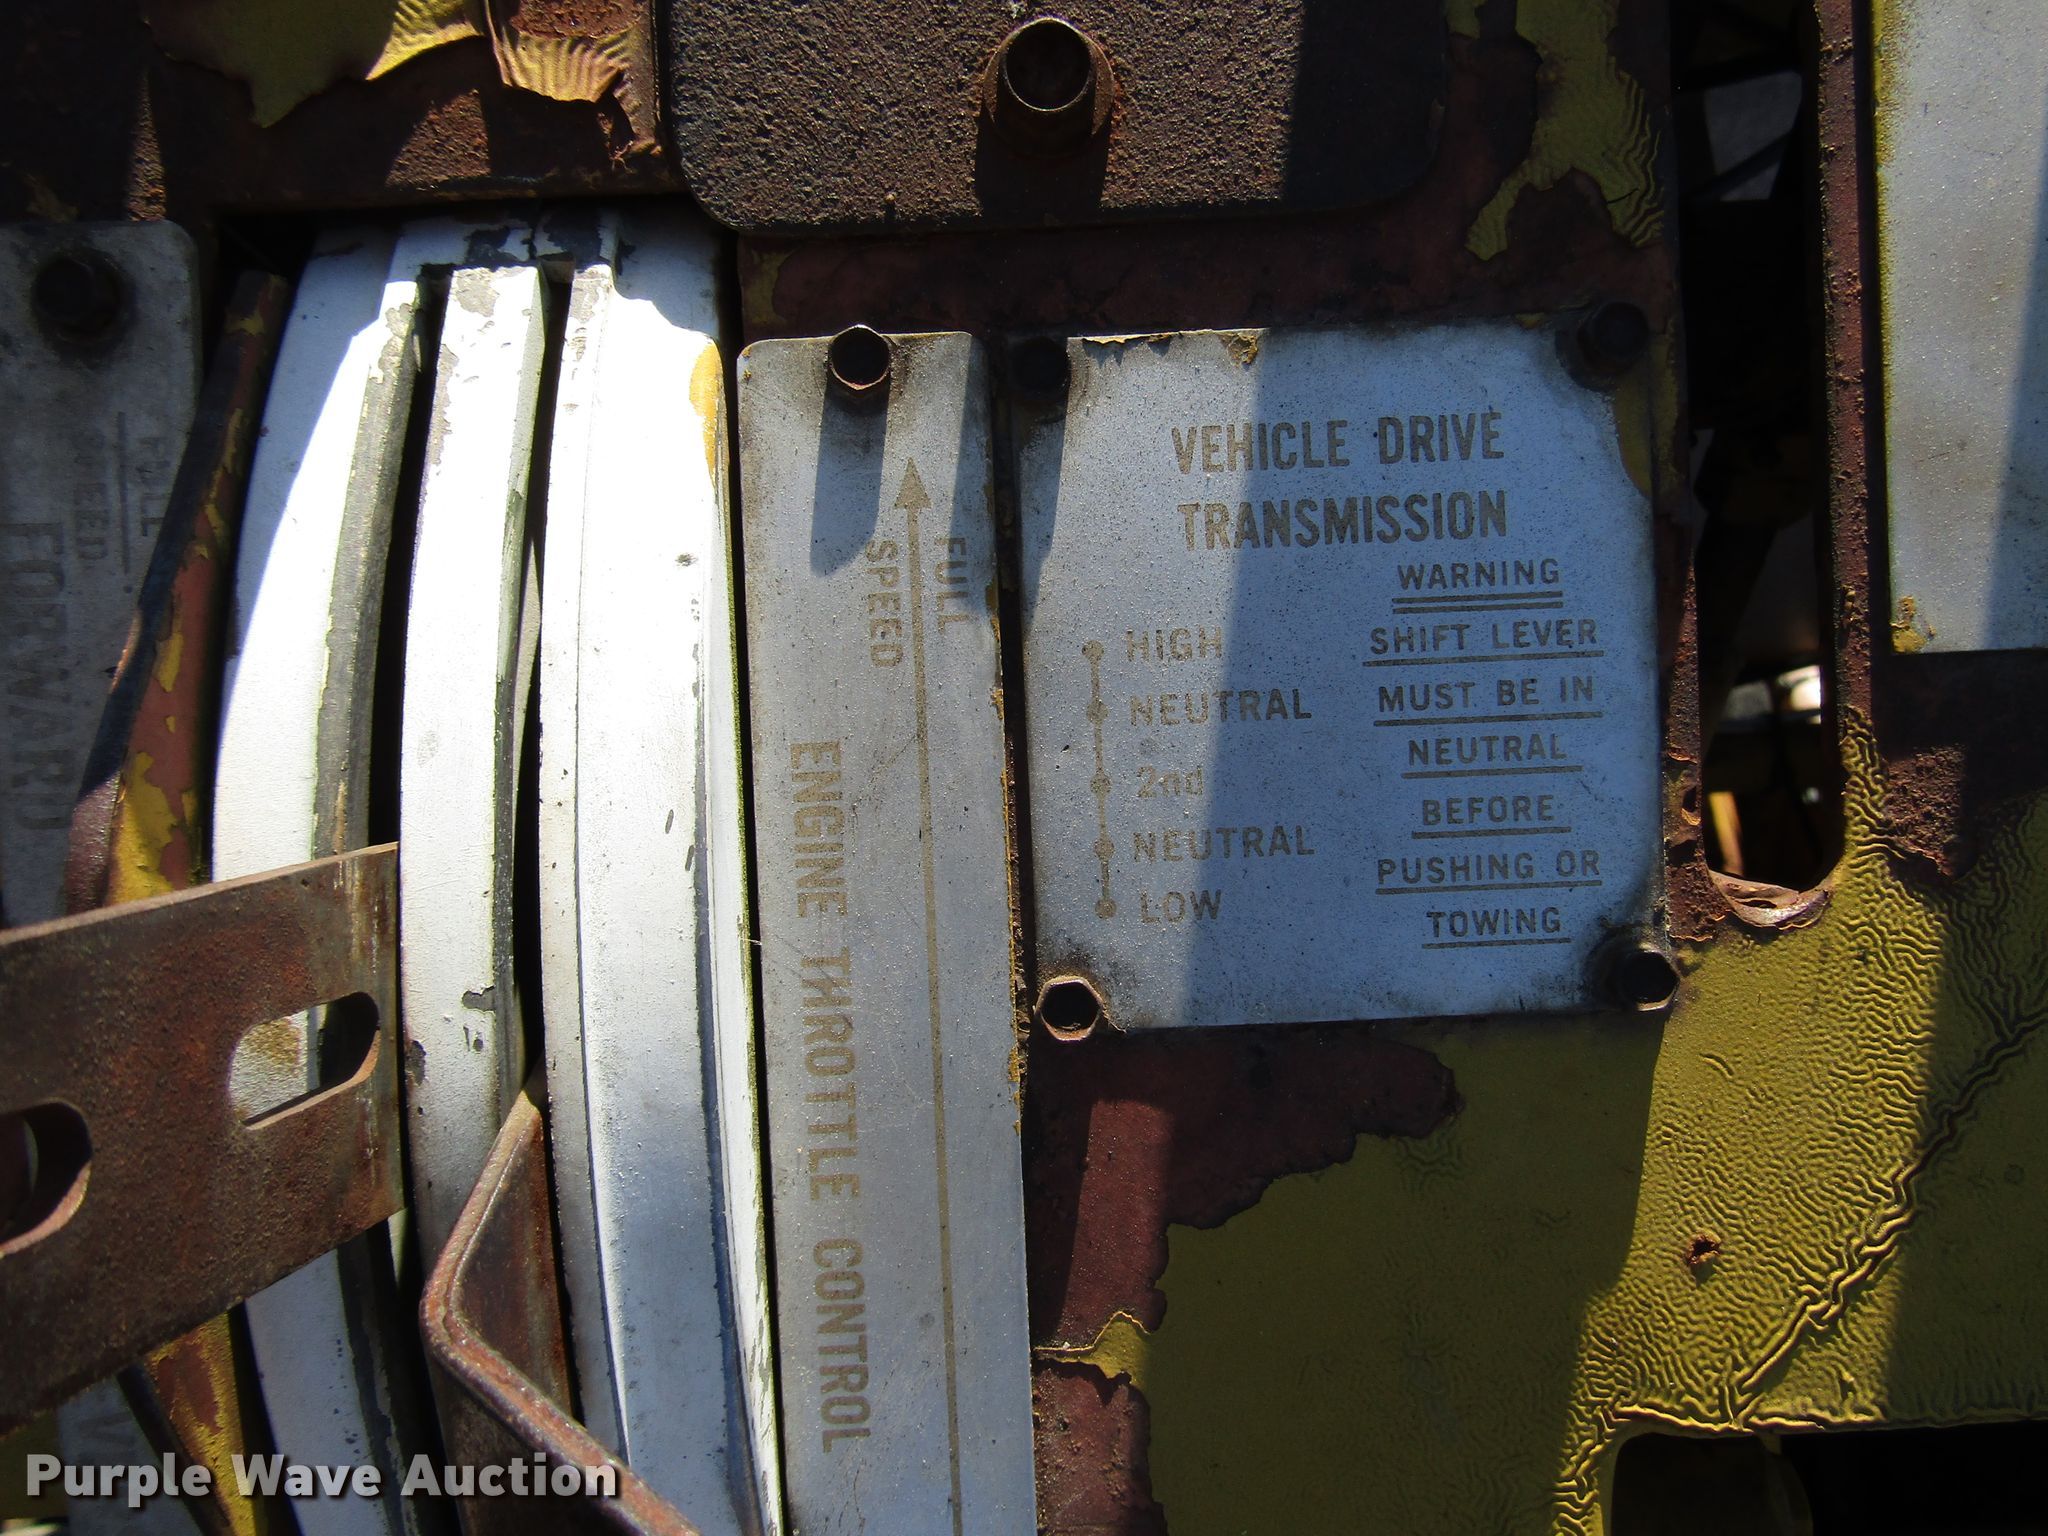 FULL
SPEED
FORWARD
FULL
SPEED
ENGINE THROTTLE CONTROL
VEHICLE DRIVE
TRANSMISSION
HIGH
NEUTRAL
2nd
NEUTRAL
LOW
WARNING
SHIFT LEVER
MUST BE IN
NEUTRAL
BEFORE
PUSHING OR
TOWING
Purple Wave Auction